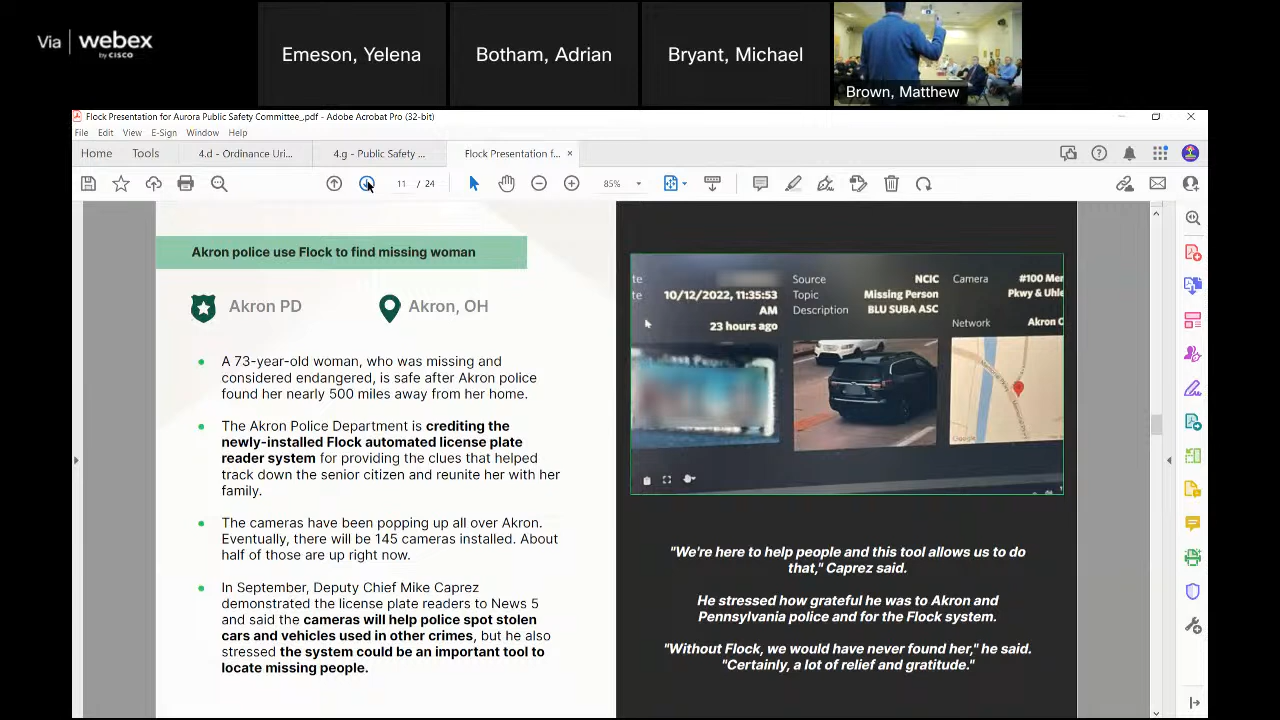 Via webex
by CISCO
Emeson, Yelena
Botham, Adrian
Bryant, Michael
Brown, Matthew
Flock Presentation for Aurora Public Safety Committee_.pdf - Adobe Acrobat Pro (32-bit)
File Edit View E-Sign Window Help
Home Tools 4.d - Ordinance Uri... 4.g - Public Safety ... Flock Presentation f... ×
11 / 24 85%
Akron police use Flock to find missing woman
Akron PD Akron, OH
• A 73-year-old woman, who was missing and
considered endangered, is safe after Akron police
found her nearly 500 miles away from her home.
• The Akron Police Department is crediting the
newly-installed Flock automated license plate
reader system for providing the clues that helped
track down the senior citizen and reunite her with her
family.
• The cameras have been popping up all over Akron.
Eventually, there will be 145 cameras installed. About
half of those are up right now.
• In September, Deputy Chief Mike Caprez
demonstrated the license plate readers to News 5
and said the cameras will help police spot stolen
cars and vehicles used in other crimes, but he also
stressed the system could be an important tool to
locate missing people.
te
te 10/12/2022, 11:35:53
AM
23 hours ago
Source NCIC
Topic Missing Person
Description BLU SUBA ASC
Camera #100 Mer
Pkwy & Uhle
Network Akron C
Google
"We're here to help people and this tool allows us to do
that," Caprez said.
He stressed how grateful he was to Akron and
Pennsylvania police and for the Flock system.
"Without Flock, we would have never found her," he said.
"Certainly, a lot of relief and gratitude."